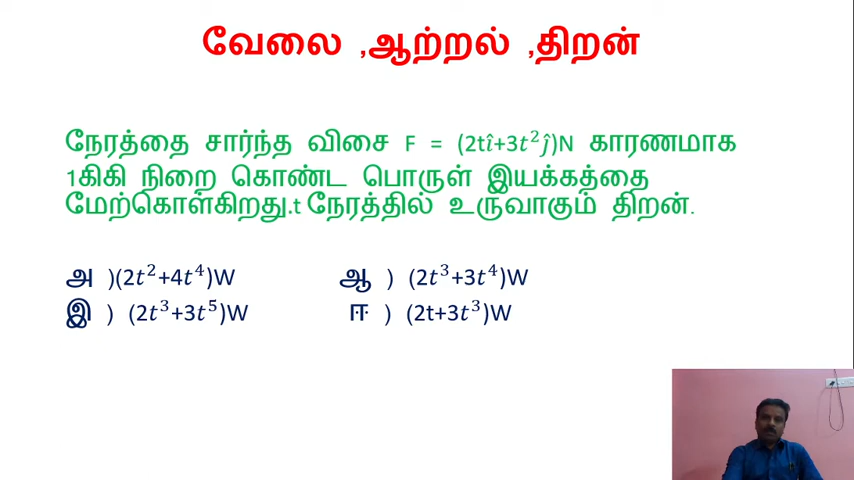 வேலை ,ஆற்றல் ,திறன்
நேரத்தை சார்ந்த விசை F = (2tî+3t²ĵ)N காரணமாக
1கிகி நிறை கொண்ட பொருள் இயக்கத்தை
மேற்கொள்கிறது.t நேரத்தில் உருவாகும் திறன்.
அ )(2t²+4t⁴)W ஆ ) (2t³+3t⁴)W
இ ) (2t³+3t⁵)W ஈ ) (2t+3t³)W